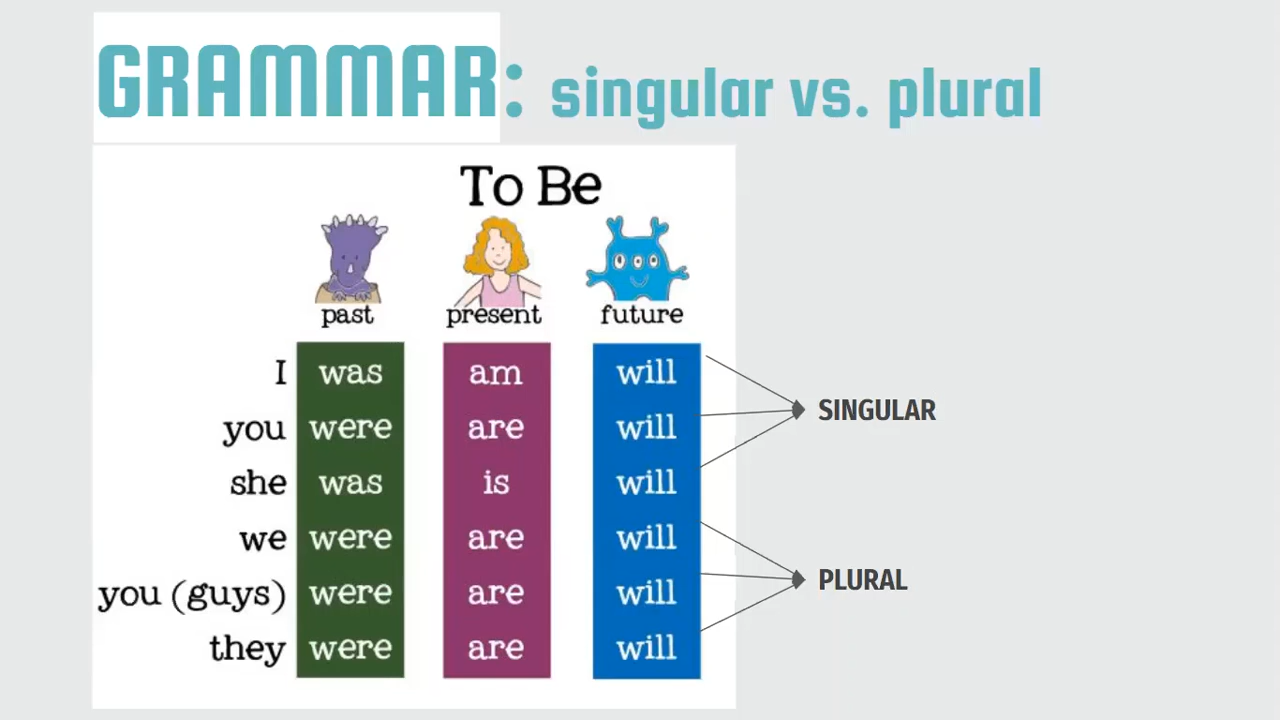 GRAMMAR: singular vs. plural
To Be
past present future
I was am will
you were are will
she was is will
we were are will
you (guys) were are will
they were are will
SINGULAR
PLURAL